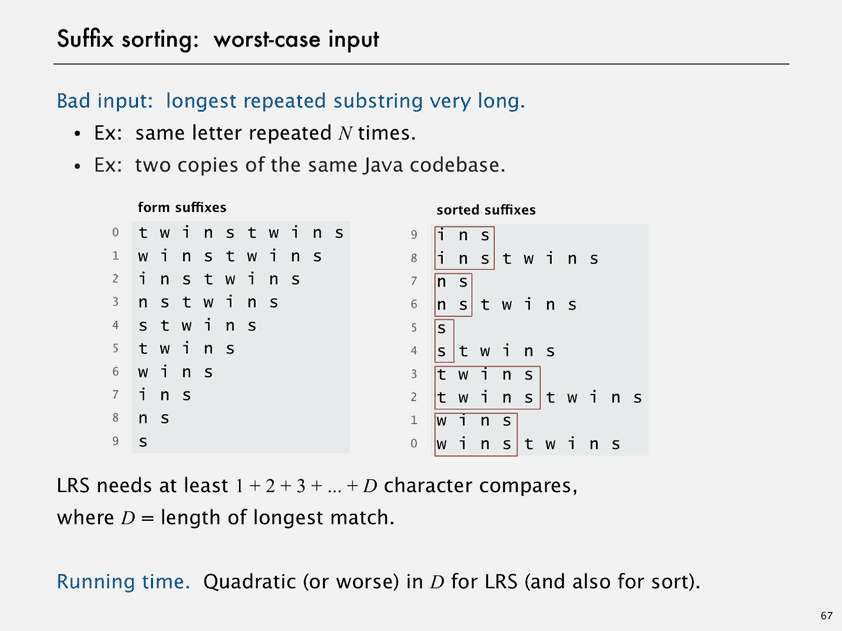 Suffix sorting: worst-case input
Bad input: longest repeated substring very long.
• Ex: same letter repeated N times.
• Ex: two copies of the same Java codebase.
form suffixes
0 t w i n s t w i n s
1 w i n s t w i n s
2 i n s t w i n s
3 n s t w i n s
4 s t w i n s
5 t w i n s
6 w i n s
7 i n s
8 n s
9 s
sorted suffixes
9 i n s
8 i n s t w i n s
7 n s
6 n s t w i n s
5 s
4 s t w i n s
3 t w i n s
2 t w i n s t w i n s
1 w i n s
0 w i n s t w i n s
LRS needs at least 1 + 2 + 3 + ... + D character compares,
where D = length of longest match.
Running time. Quadratic (or worse) in D for LRS (and also for sort).
67